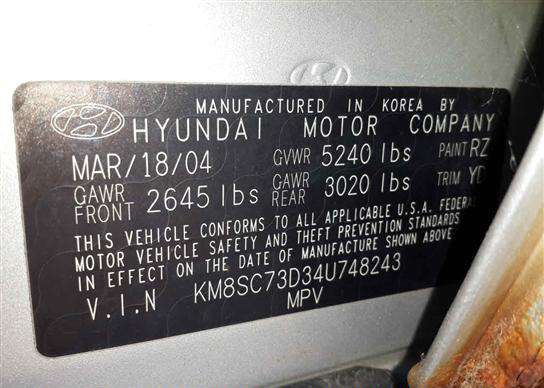 MANUFACTURED IN KOREA BY
HYUNDAI MOTOR COMPANY
MAR/18/04 GVWR 5240 lbs PAINT RZ
GAWR FRONT 2645 lbs GAWR REAR 3020 lbs TRIM YD
THIS VEHICLE CONFORMS TO ALL APPLICABLE U.S.A. FEDERAL
MOTOR VEHICLE SAFETY AND THEFT PREVENTION STANDARDS
IN EFFECT ON THE DATE OF MANUFACTURE SHOWN ABOVE
V.I.N KM8SC73D34U748243
MPV